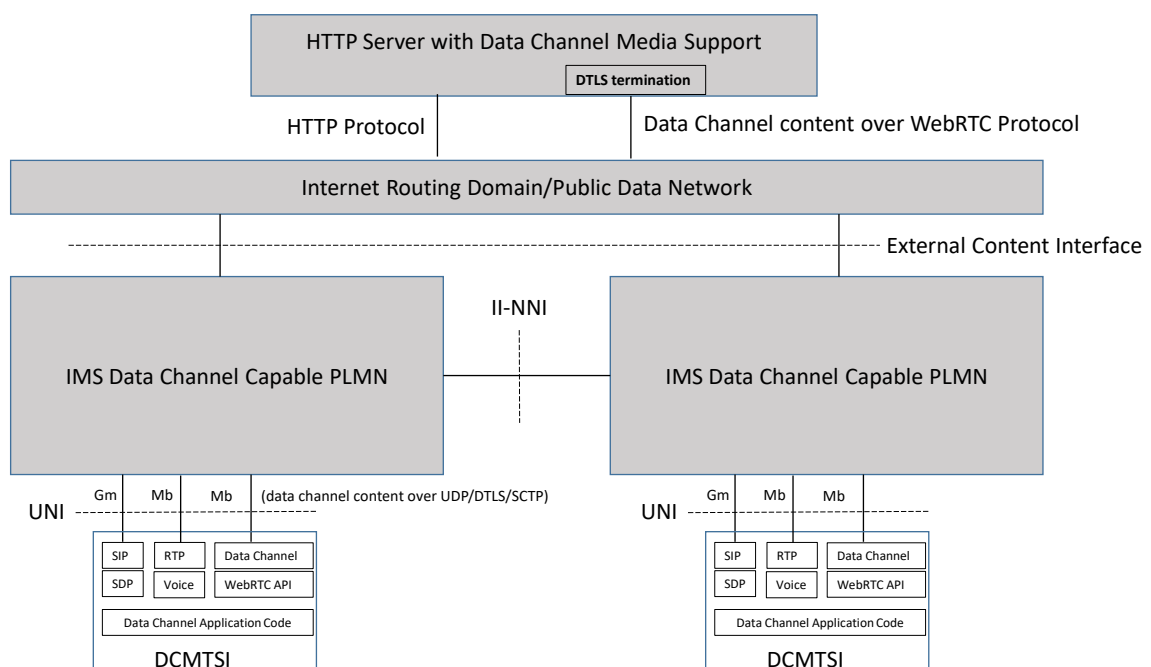 HTTP Server with Data Channel Media Support
DTLS termination
HTTP Protocol
Data Channel content over WebRTC Protocol
Internet Routing Domain/Public Data Network
External Content Interface
II-NNI
IMS Data Channel Capable PLMN
IMS Data Channel Capable PLMN
Gm
Mb
Mb
(data channel content over UDP/DTLS/SCTP)
UNI
SIP
RTP
Data Channel
SDP
Voice
WebRTC API
Data Channel Application Code
DCMTSI
Gm
Mb
Mb
UNI
SIP
RTP
Data Channel
SDP
Voice
WebRTC API
Data Channel Application Code
DCMTSI